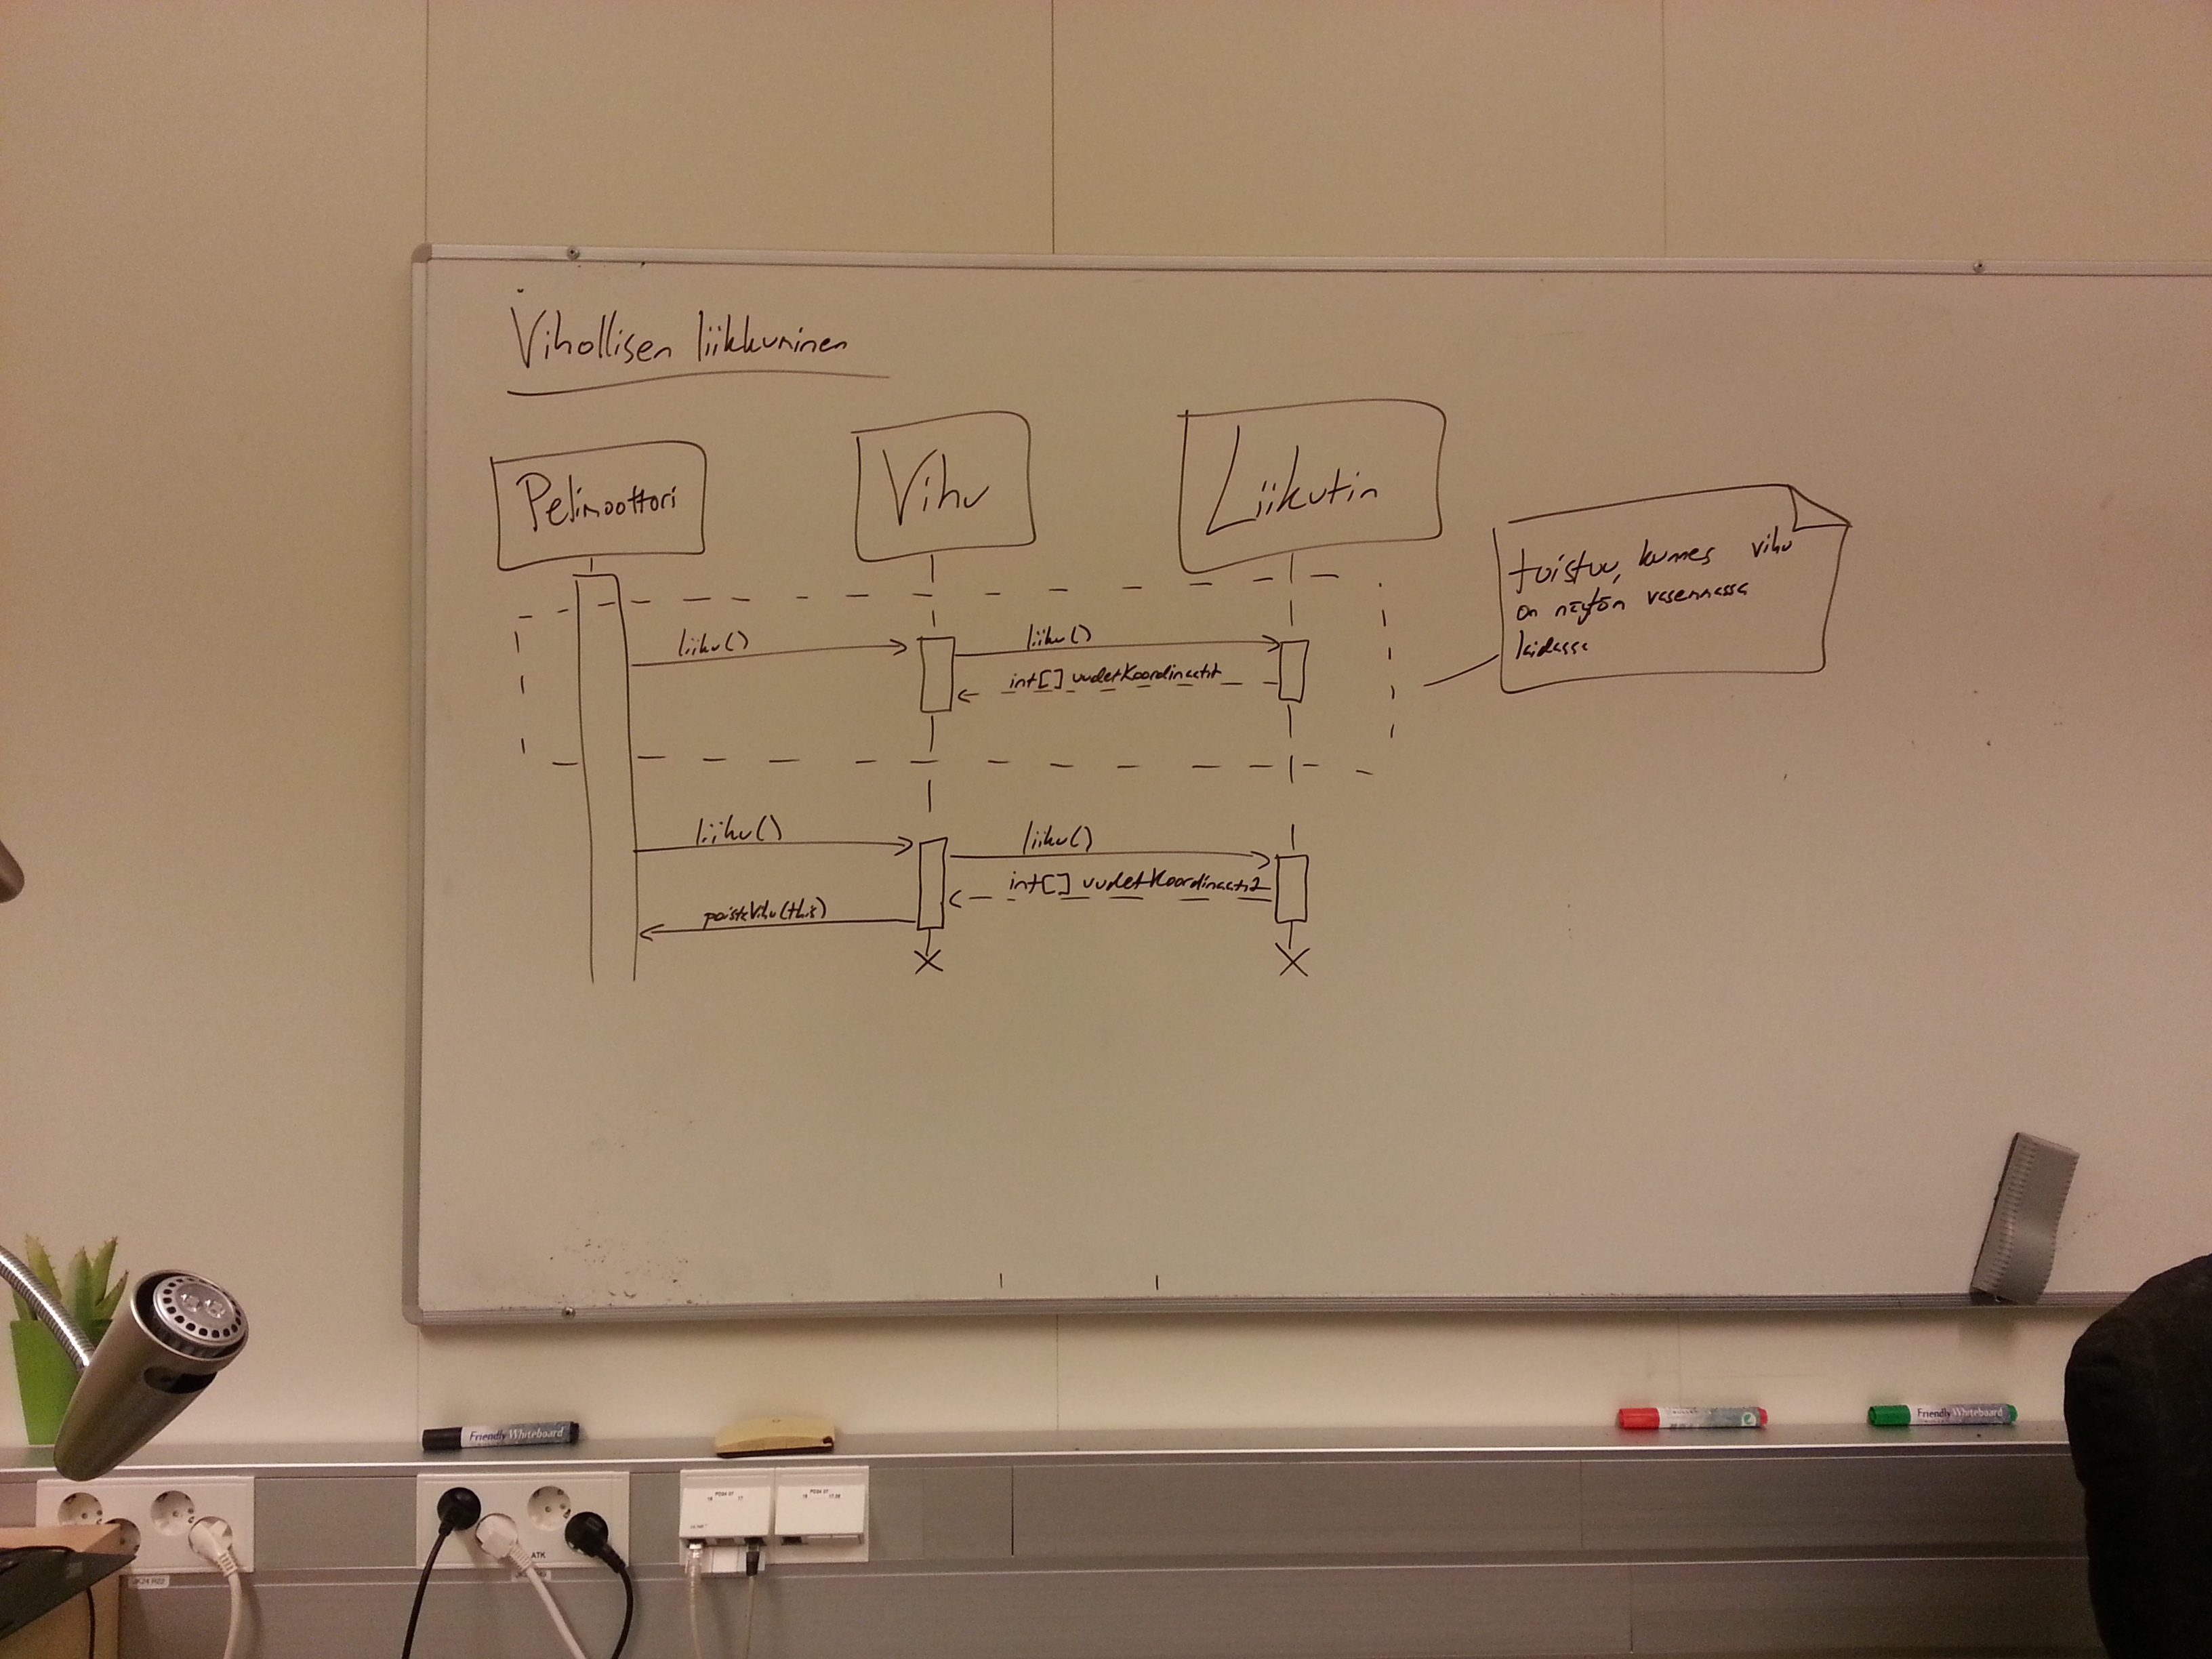 Vihollisen liikkuminen
Pelimoottori
Vihu
Liikutin
toistuu, kunnes vihu
on näytön vasemmassa
laidassa
liiku()
liiku()
int[] uudetKoordinaatit
liiku()
liiku()
int[] uudetKoordinaatit
poistaVihu(this)
Friendly Whiteboard
Friendly Whiteboard
ATK